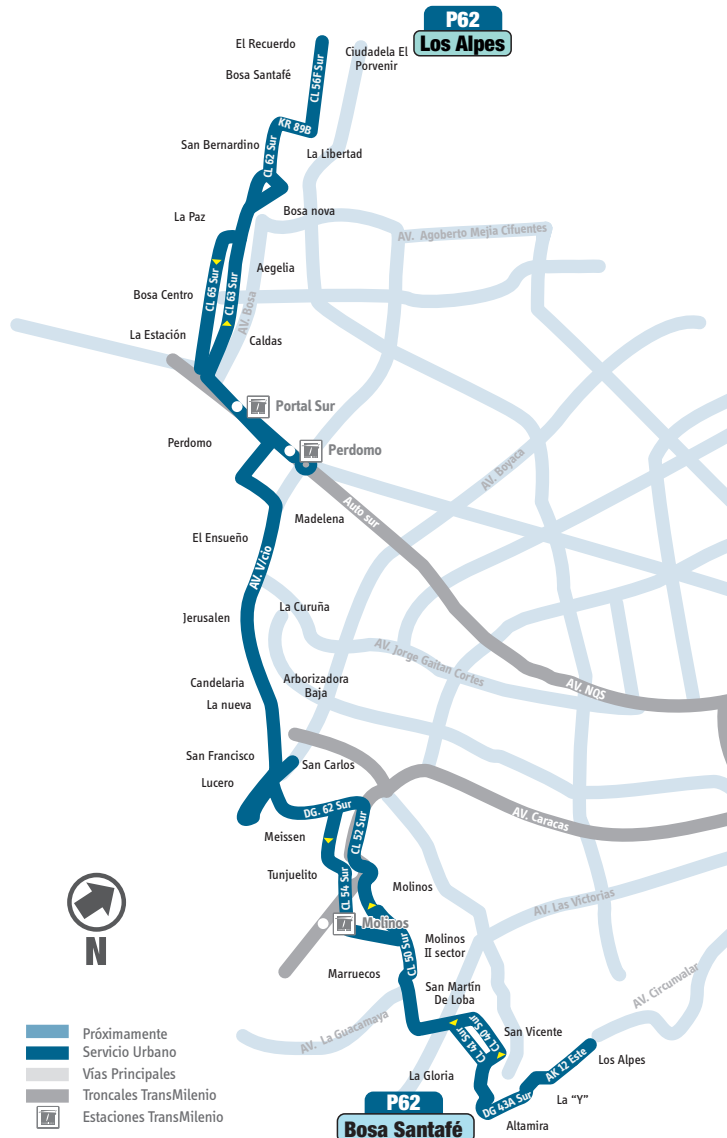 P62
Los Alpes
El Recuerdo
Ciudadela El
Porvenir
Bosa Santafé
CL 56F Sur
KR 89B
San Bernardino
CL 62 Sur
La Libertad
Bosa nova
La Paz
AV. Agoberto Mejía Cifuentes
Aegelia
CL 65 Sur
CL 63 Sur
AV. Bosa
Bosa Centro
La Estación
Caldas
Portal Sur
Perdomo
Perdomo
AV. Boyaca
Auto sur
Madelena
El Ensueño
AV. V/cio
La Curuña
Jerusalen
AV. Jorge Gaitan Cortes
Candelaria
La nueva
Arborizadora
Baja
AV. NQS
San Francisco
San Carlos
Lucero
DG. 62 Sur
CL 52 Sur
AV. Caracas
Meissen
Tunjuelito
CL 54 Sur
Molinos
AV. Las Victorias
Molinos
N
Molinos
II sector
CL 50 Sur
Marruecos
AV. Circunvalar
San Martín
De Loba
AV. La Guacamaya
CL 40 Sur
CL 41 Sur
San Vicente
Los Alpes
AK 12 Este
La Gloria
La “Y”
DG 43A Sur
Altamira
Próximamente
Servicio Urbano
Vías Principales
Troncales TransMilenio
Estaciones TransMilenio
P62
Bosa Santafé